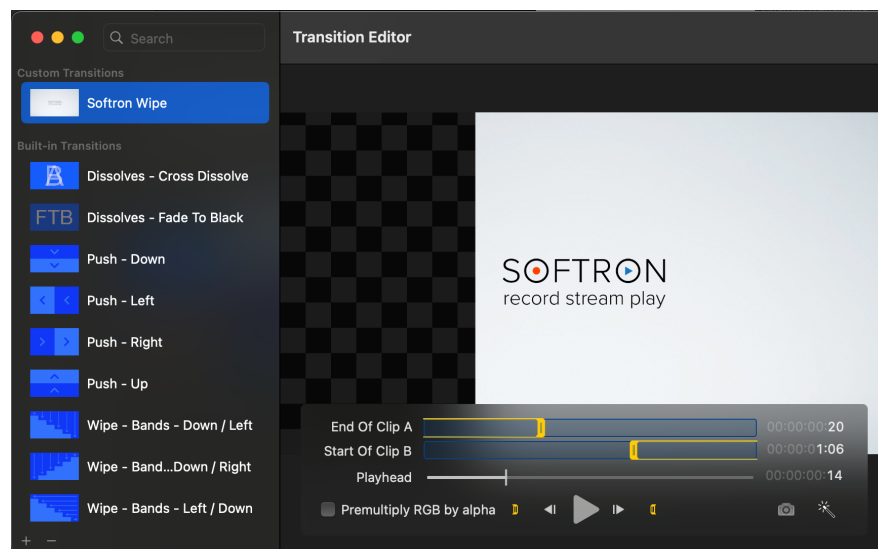 Search
Transition Editor
Custom Transitions
Softron Wipe
Built-in Transitions
Dissolves - Cross Dissolve
FTB
Dissolves - Fade To Black
Push - Down
Push - Left
Push - Right
Push - Up
Wipe - Bands - Down / Left
Wipe - Band...Down / Right
Wipe - Bands - Left / Down
SOFTRON
record stream play
End Of Clip A 00:00:00:20
Start Of Clip B 00:00:01:06
Playhead 00:00:00:14
Premultiply RGB by alpha